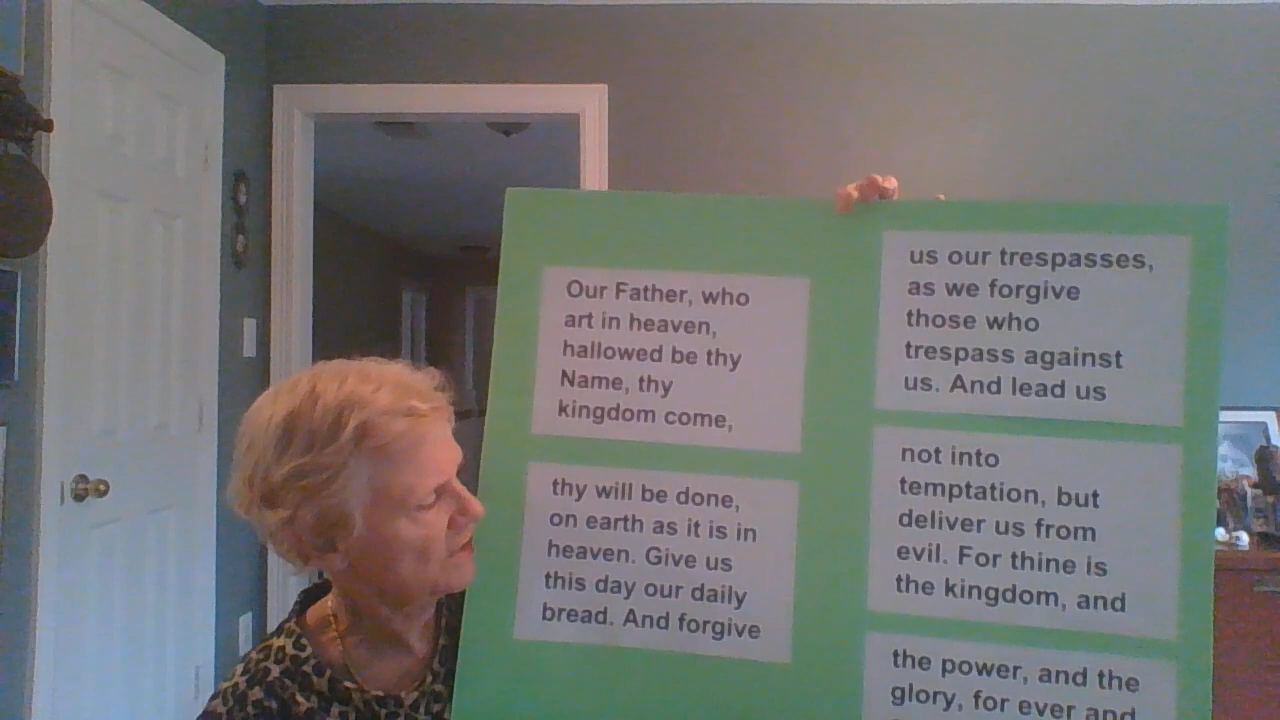 Our Father, who
art in heaven,
hallowed be thy
Name, thy
kingdom come,
thy will be done,
on earth as it is in
heaven. Give us
this day our daily
bread. And forgive
us our trespasses,
as we forgive
those who
trespass against
us. And lead us
not into
temptation, but
deliver us from
evil. For thine is
the kingdom, and
the power, and the
glory, for ever and